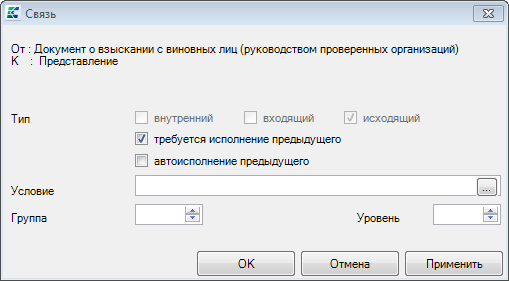 Связь
От : Документ о взыскании с виновных лиц (руководством проверенных организаций)
К : Представление
Тип внутренний входящий исходящий
требуется исполнение предыдущего
автоисполнение предыдущего
Условие ...
Группа Уровень
ОК Отмена Применить